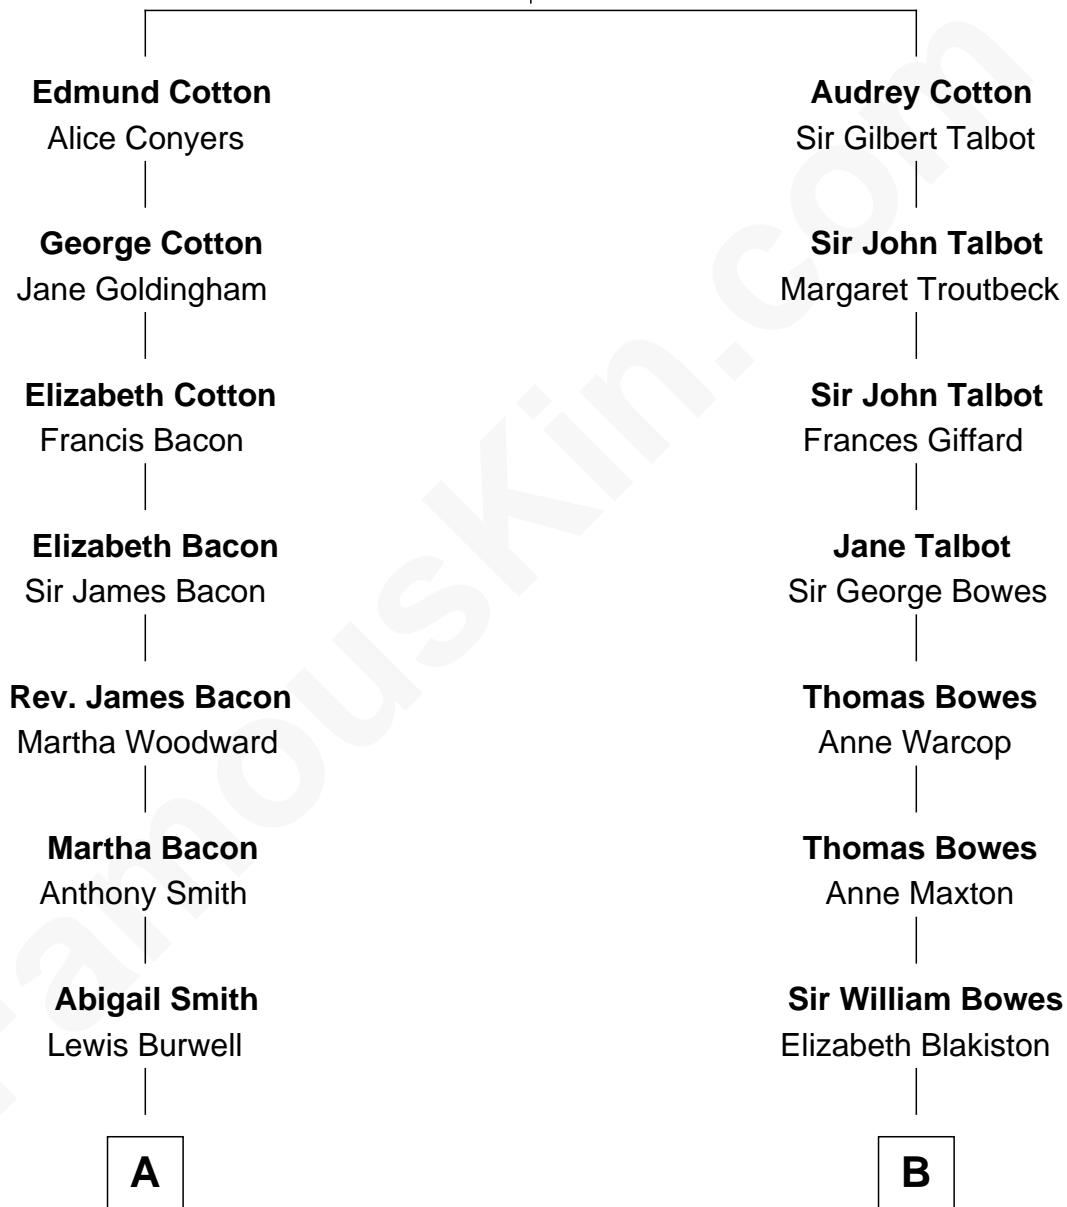 Edmund Cotton
Alice Conyers
George Cotton
Jane Goldingham
Elizabeth Cotton
Francis Bacon
Elizabeth Bacon
Sir James Bacon
Rev. James Bacon
Martha Woodward
Martha Bacon
Anthony Smith
Abigail Smith
Lewis Burwell
A
Audrey Cotton
Sir Gilbert Talbot
Sir John Talbot
Margaret Troutbeck
Sir John Talbot
Frances Giffard
Jane Talbot
Sir George Bowes
Thomas Bowes
Anne Warcop
Thomas Bowes
Anne Maxton
Sir William Bowes
Elizabeth Blakiston
B
FamousKin.com